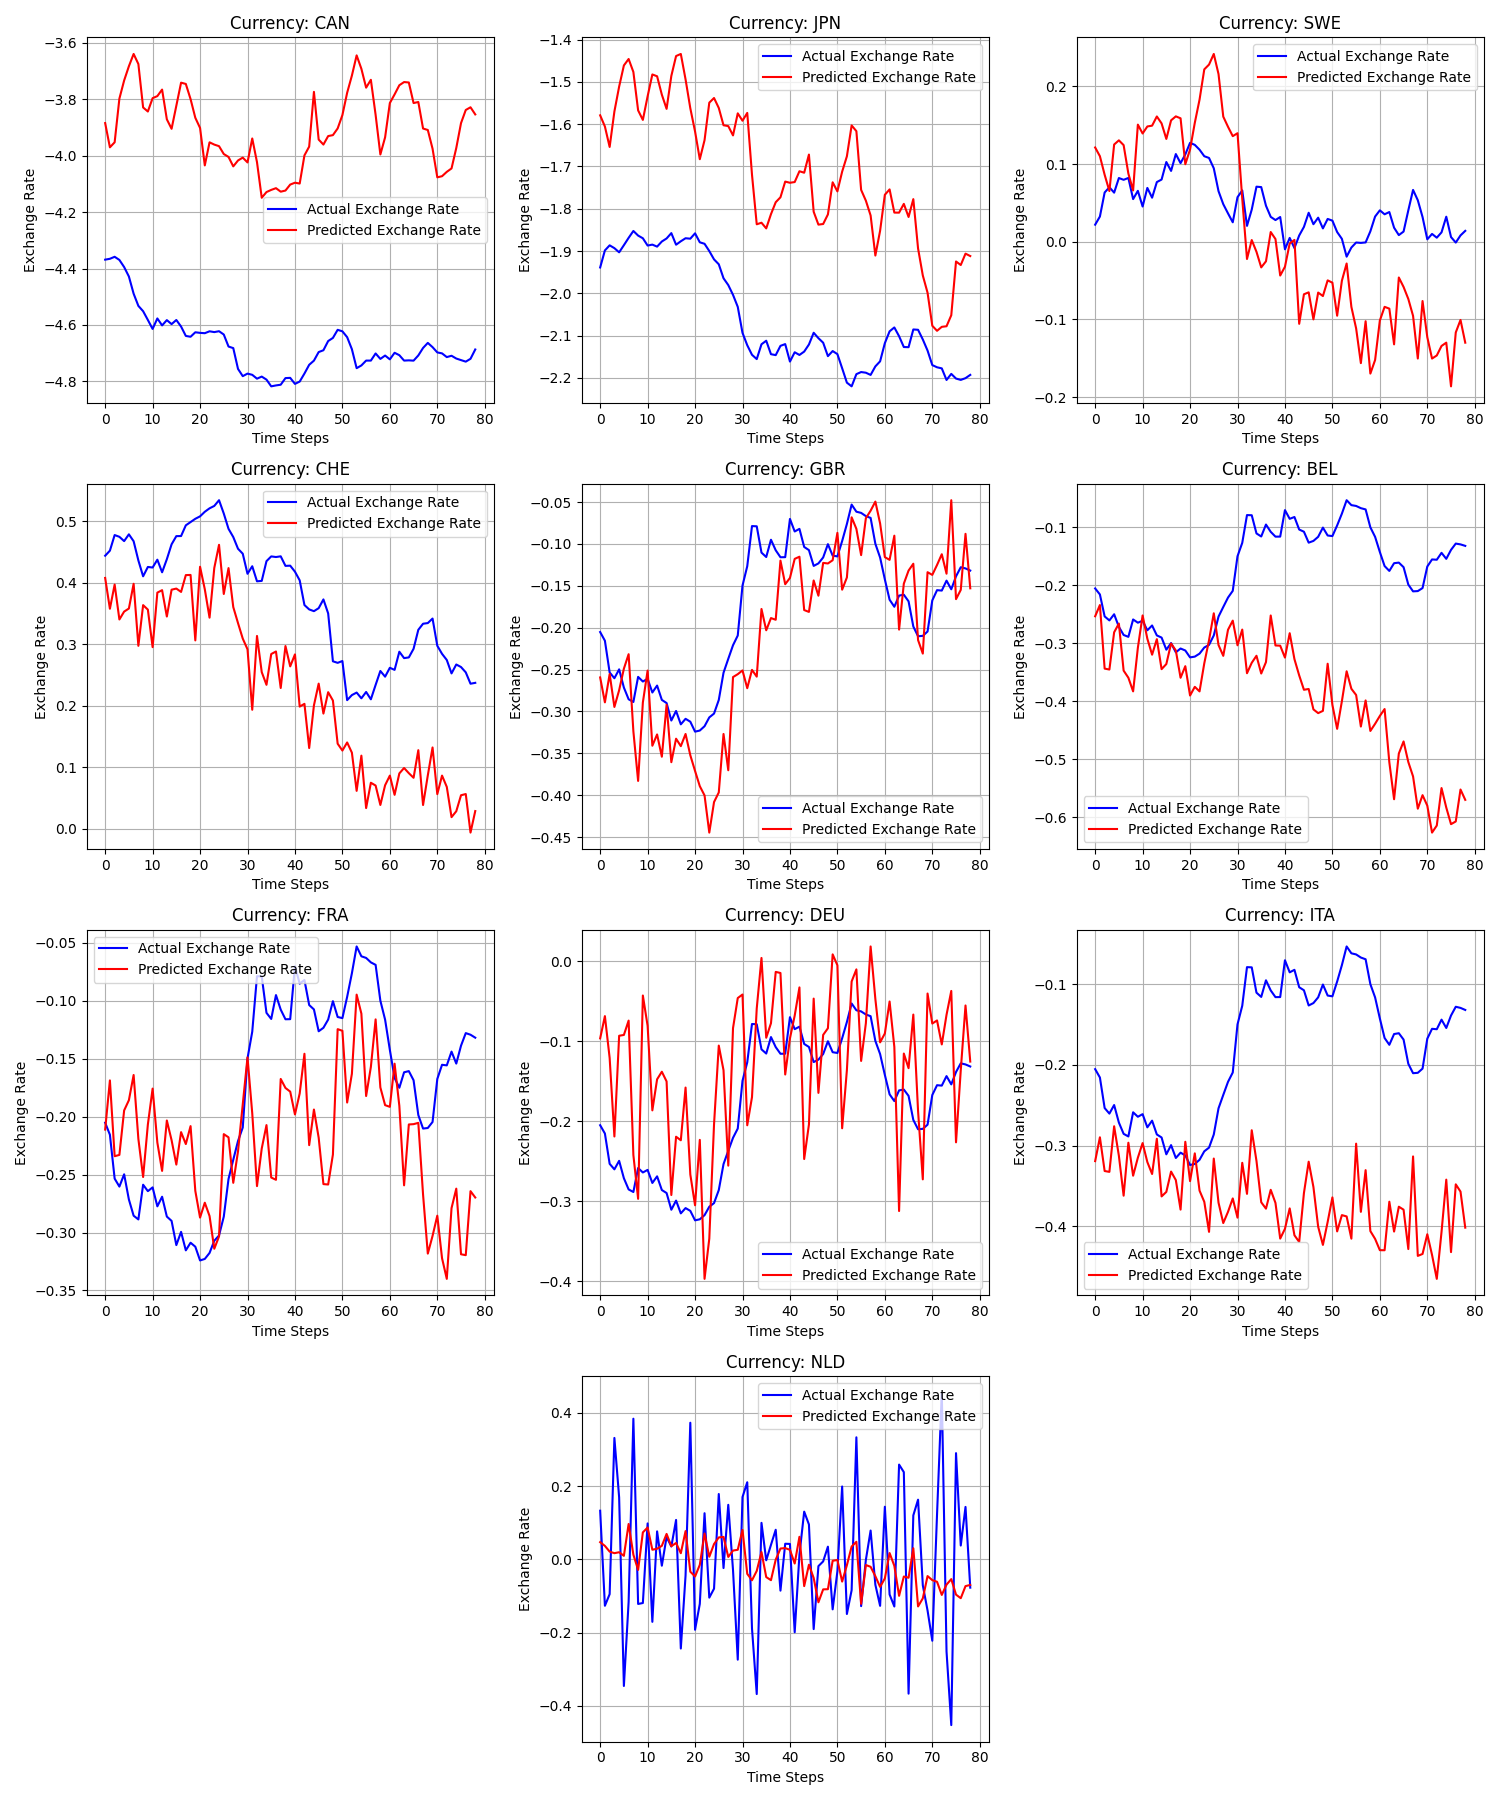 Currency: CAN
Exchange Rate
−3.6
−3.8
−4.0
−4.2
−4.4
−4.6
−4.8
Actual Exchange Rate
Predicted Exchange Rate
0 10 20 30 40 50 60 70 80
Time Steps
Currency: JPN
Exchange Rate
−1.4
−1.5
−1.6
−1.7
−1.8
−1.9
−2.0
−2.1
−2.2
Actual Exchange Rate
Predicted Exchange Rate
0 10 20 30 40 50 60 70 80
Time Steps
Currency: SWE
Exchange Rate
0.2
0.1
0.0
−0.1
−0.2
Actual Exchange Rate
Predicted Exchange Rate
0 10 20 30 40 50 60 70 80
Time Steps
Currency: CHE
Exchange Rate
0.5
0.4
0.3
0.2
0.1
0.0
Actual Exchange Rate
Predicted Exchange Rate
0 10 20 30 40 50 60 70 80
Time Steps
Currency: GBR
Exchange Rate
−0.05
−0.10
−0.15
−0.20
−0.25
−0.30
−0.35
−0.40
−0.45
Actual Exchange Rate
Predicted Exchange Rate
0 10 20 30 40 50 60 70 80
Time Steps
Currency: BEL
Exchange Rate
−0.1
−0.2
−0.3
−0.4
−0.5
−0.6
Actual Exchange Rate
Predicted Exchange Rate
0 10 20 30 40 50 60 70 80
Time Steps
Currency: FRA
Exchange Rate
−0.05
−0.10
−0.15
−0.20
−0.25
−0.30
−0.35
Actual Exchange Rate
Predicted Exchange Rate
0 10 20 30 40 50 60 70 80
Time Steps
Currency: DEU
Exchange Rate
0.0
−0.1
−0.2
−0.3
−0.4
Actual Exchange Rate
Predicted Exchange Rate
0 10 20 30 40 50 60 70 80
Time Steps
Currency: ITA
Exchange Rate
−0.1
−0.2
−0.3
−0.4
Actual Exchange Rate
Predicted Exchange Rate
0 10 20 30 40 50 60 70 80
Time Steps
Currency: NLD
Exchange Rate
0.4
0.2
0.0
−0.2
−0.4
Actual Exchange Rate
Predicted Exchange Rate
0 10 20 30 40 50 60 70 80
Time Steps